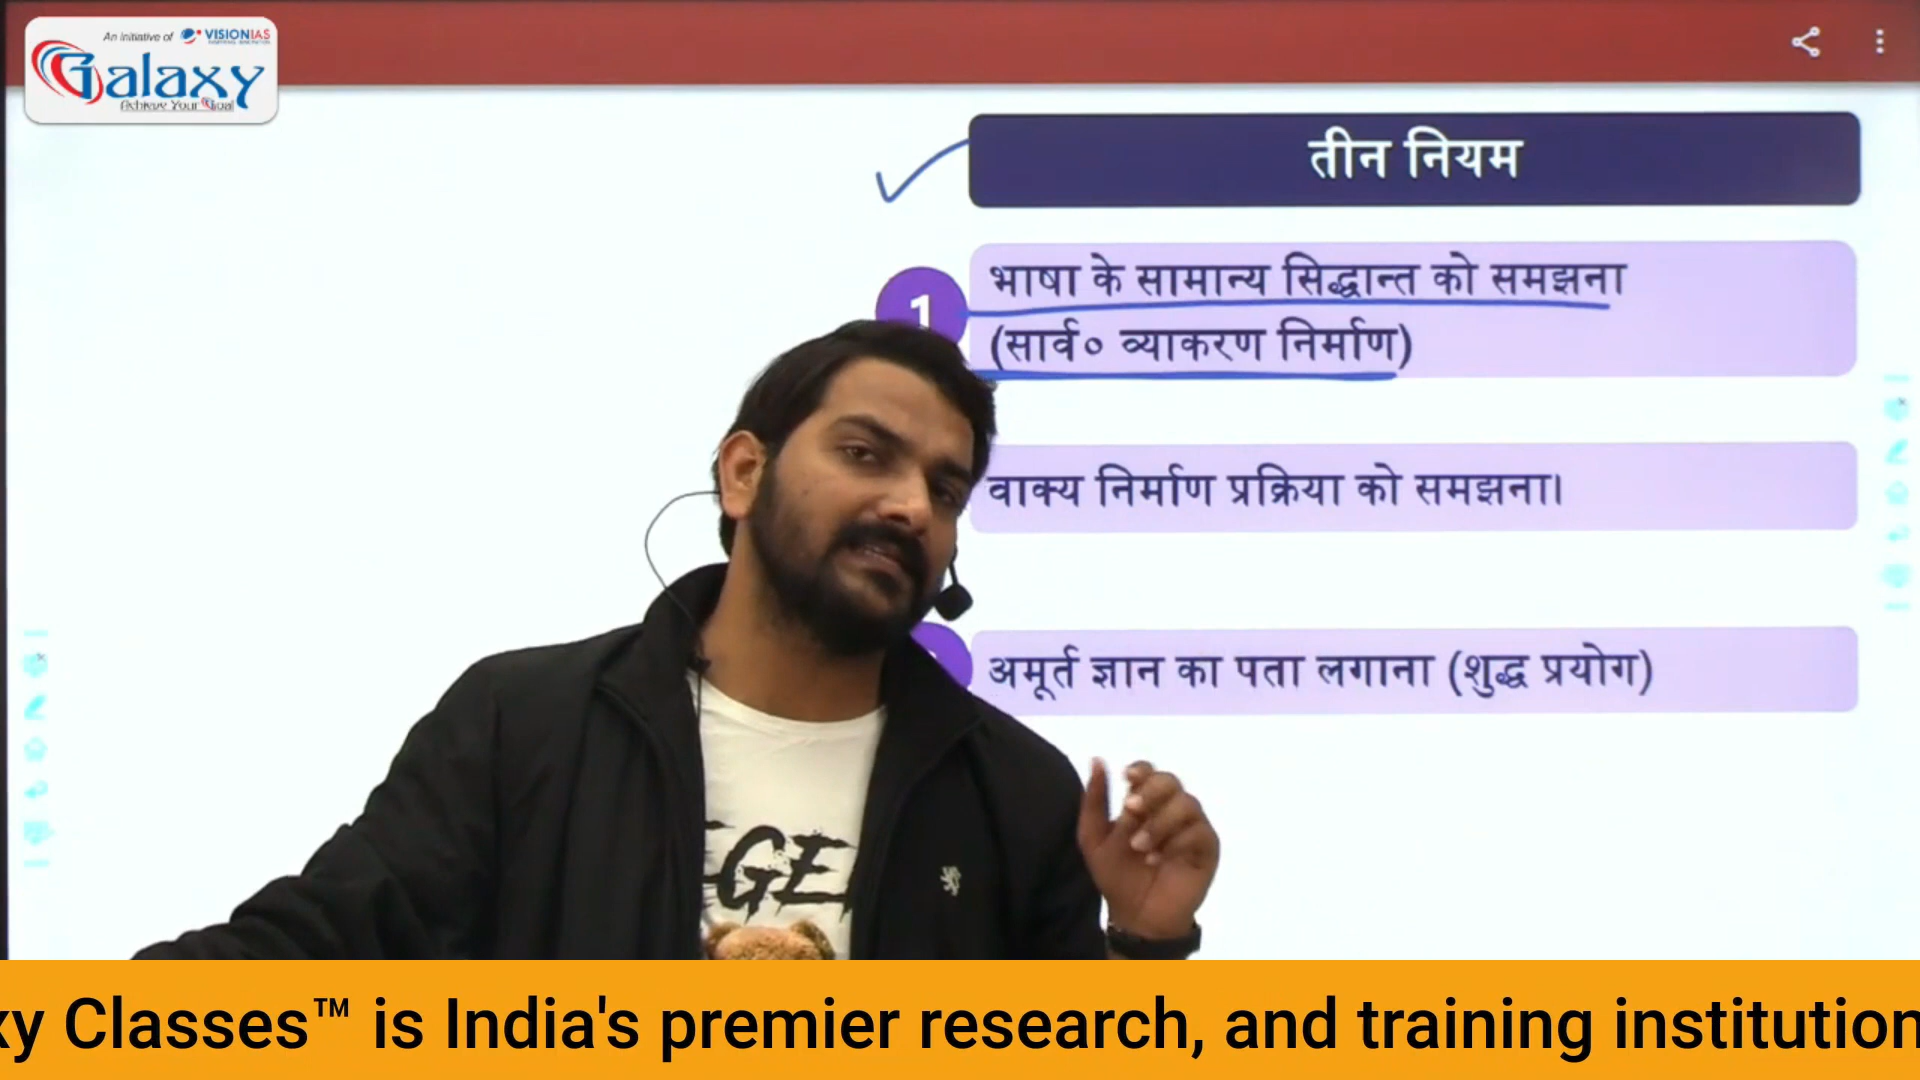 An initiative of VISIONIAS
Galaxy
Achieve Your Goal
तीन नियम
1
भाषा के सामान्य सिद्धान्त को समझना
(सार्व० व्याकरण निर्माण)
वाक्य निर्माण प्रक्रिया को समझना।
अमूर्त ज्ञान का पता लगाना (शुद्ध प्रयोग)
GE
xy Classes™ is India's premier research, and training institution